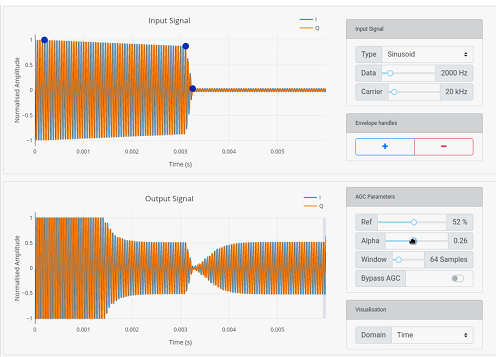 Input Signal
I
Q
Normalised Amplitude
1
0.5
0
−0.5
−1
0
0.001
0.002
0.003
0.004
0.005
Time (s)
Output Signal
I
Q
Normalised Amplitude
1
0.5
0
−0.5
−1
0
0.001
0.002
0.003
0.004
0.005
Time (s)
Input Signal
Type Sinusoid
Data 2000 Hz
Carrier 20 kHz
Envelope handles
+ −
AGC Parameters
Ref 52 %
Alpha 0.26
Window 64 Samples
Bypass AGC
Visualisation
Domain Time